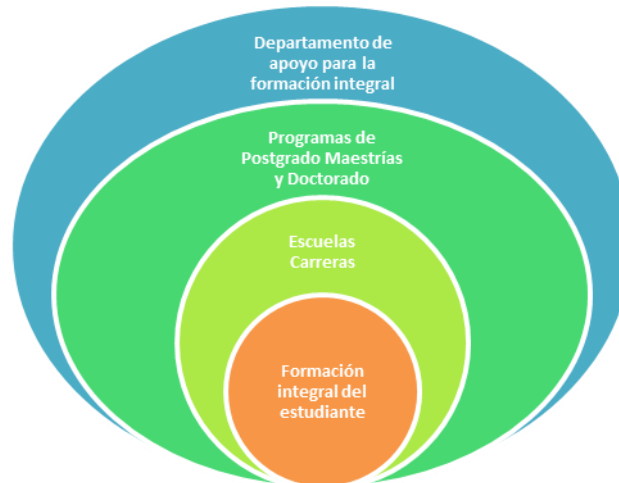 Departamento de
apoyo para la
formación integral
Programas de
Postgrado Maestrías
y Doctorado
Escuelas
Carreras
Formación
integral del
estudiante